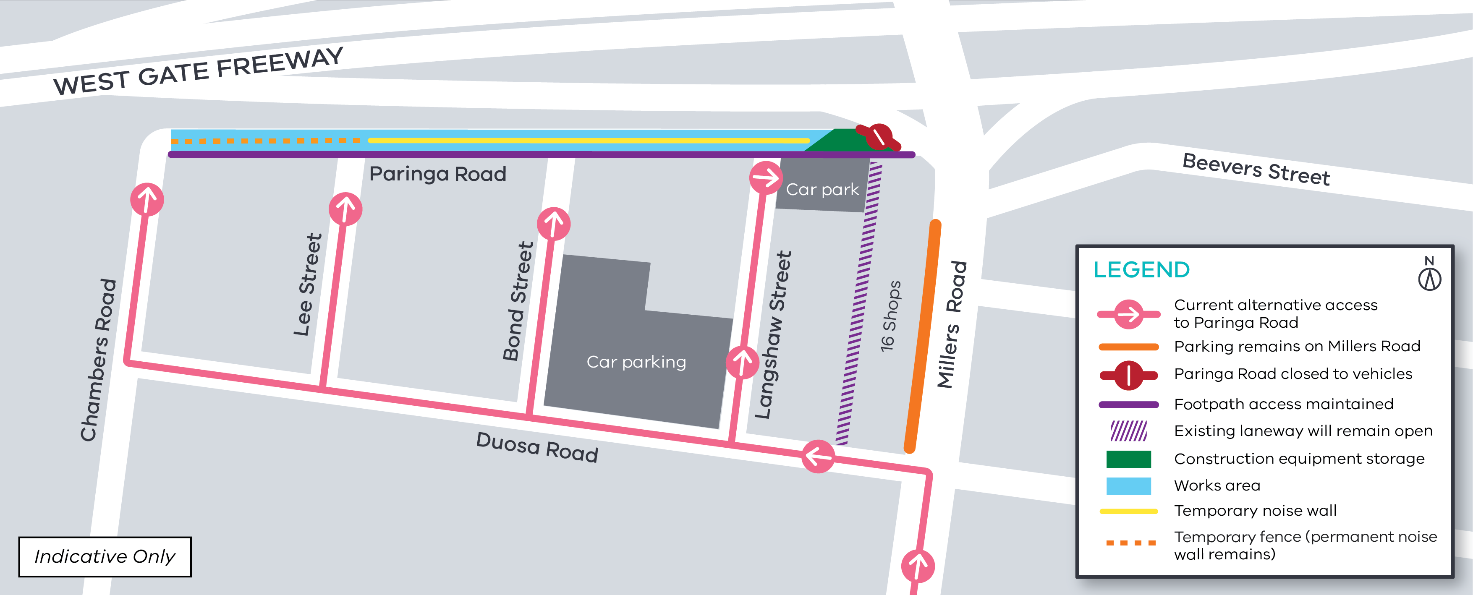 WEST GATE FREEWAY
Beevers Street
Paringa Road
Car park
Chambers Road
Lee Street
Bond Street
Langshaw Street
16 Shops
Millers Road
Car parking
Duosa Road
Indicative Only
LEGEND
N
Current alternative access
to Paringa Road
Parking remains on Millers Road
Paringa Road closed to vehicles
Footpath access maintained
Existing laneway will remain open
Construction equipment storage
Works area
Temporary noise wall
Temporary fence (permanent noise
wall remains)